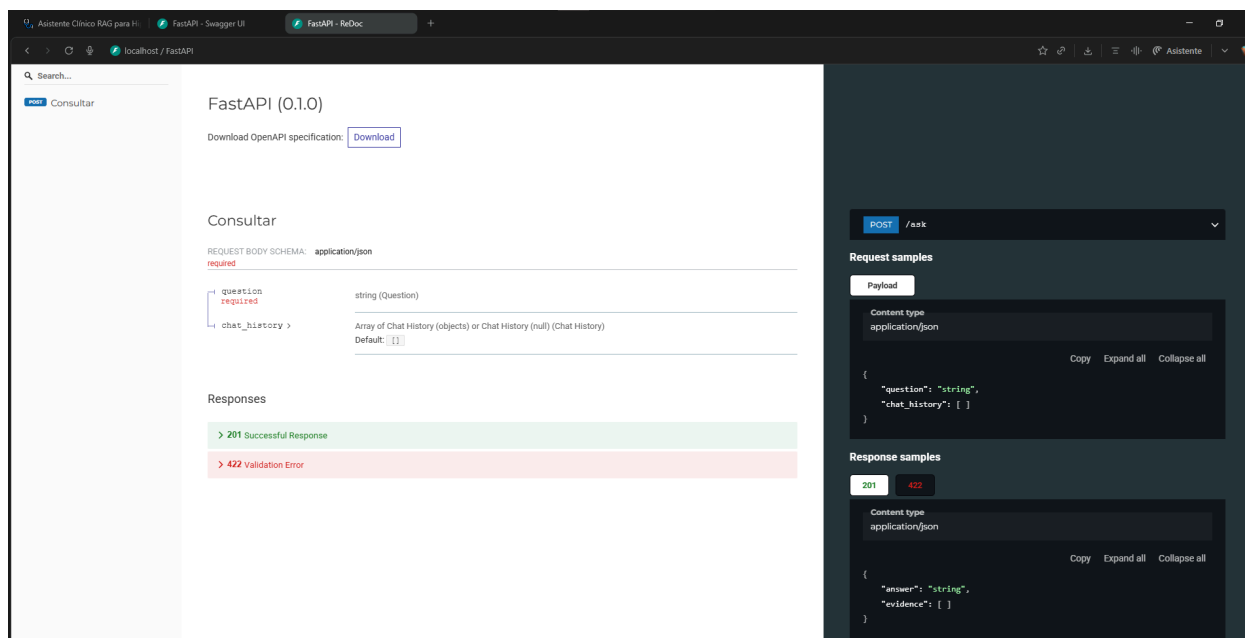 Asistente Clínico RAG para Hi
FastAPI - Swagger UI
FastAPI - ReDoc
localhost / FastAPI
Asistente
Search...
POST Consultar
FastAPI (0.1.0)
Download OpenAPI specification: Download
Consultar
REQUEST BODY SCHEMA: application/json
required
question
required
string (Question)
chat_history
Array of Chat History (objects) or Chat History (null) (Chat History)
Default: []
Responses
201 Successful Response
422 Validation Error
POST /ask
Request samples
Payload
Content type
application/json
Copy Expand all Collapse all
{
"question": "string",
"chat_history": [ ]
}
Response samples
201 422
Content type
application/json
Copy Expand all Collapse all
{
"answer": "string",
"evidence": [ ]
}